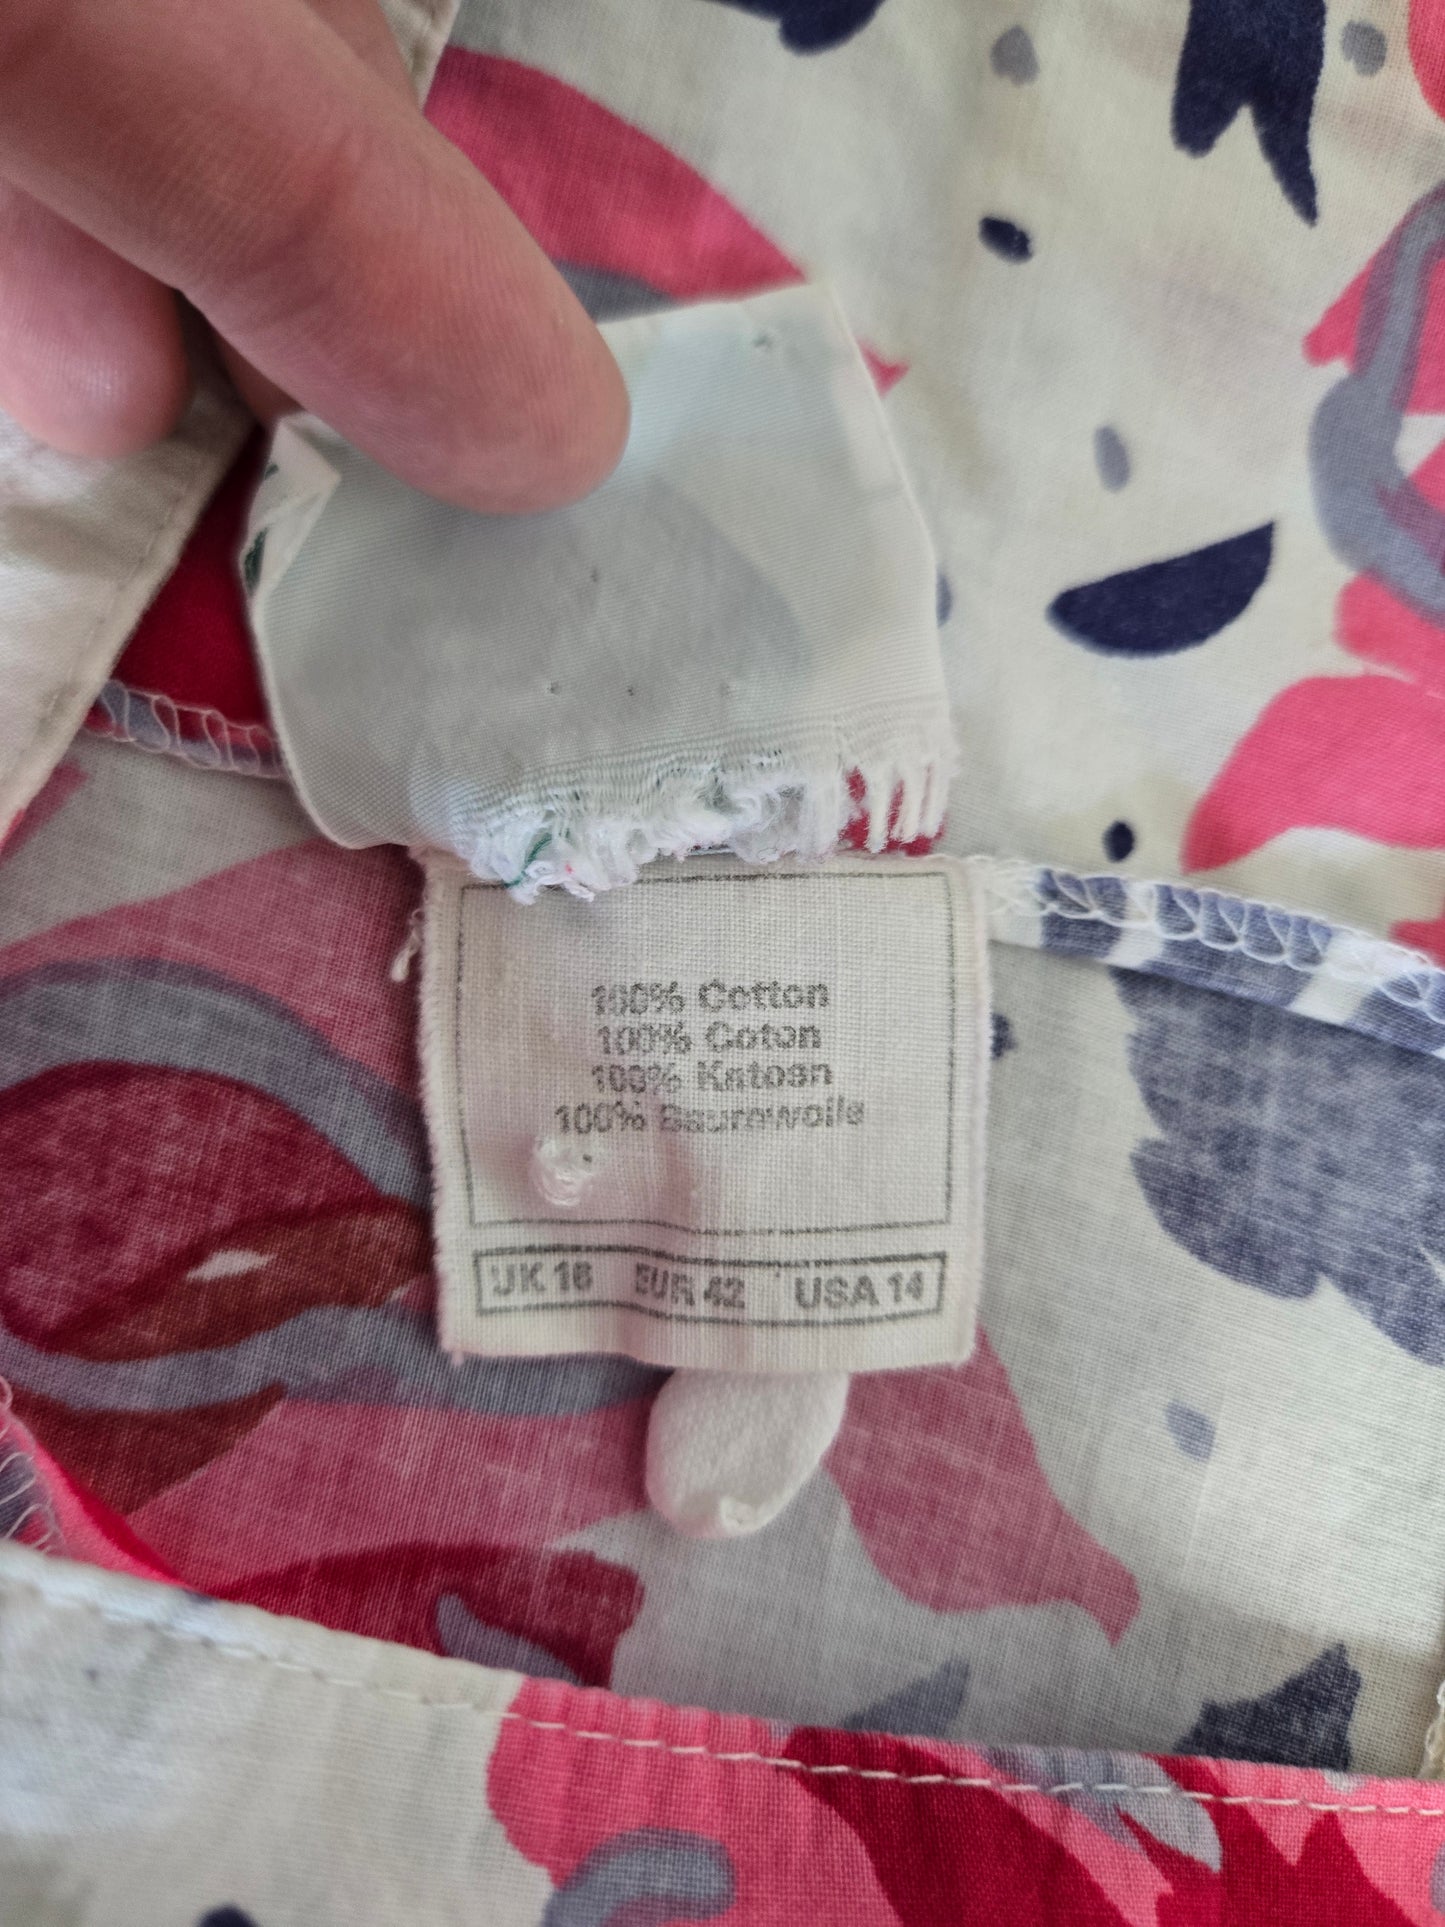 100% Cotton
100% Coton
100% Katoen
100% Baumwolle
UK 16 EUR 42 USA 14